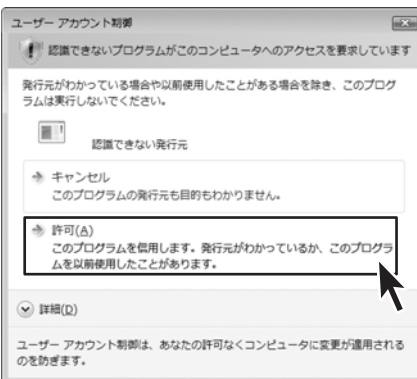 ユーザー アカウント制御
認識できないプログラムがこのコンピュータへのアクセスを要求しています
発行元がわかっている場合や以前使用したことがある場合を除き、このプログ
ラムは実行しないでください。
認識できない発行元
キャンセル
このプログラムの発行元も目的もわかりません。
許可(A)
このプログラムを信用します。発行元がわかっているか、このプログラ
ムを以前使用したことがあります。
詳細(D)
ユーザー アカウント制御は、あなたの許可なくコンピュータに変更が適用される
のを防ぎます。